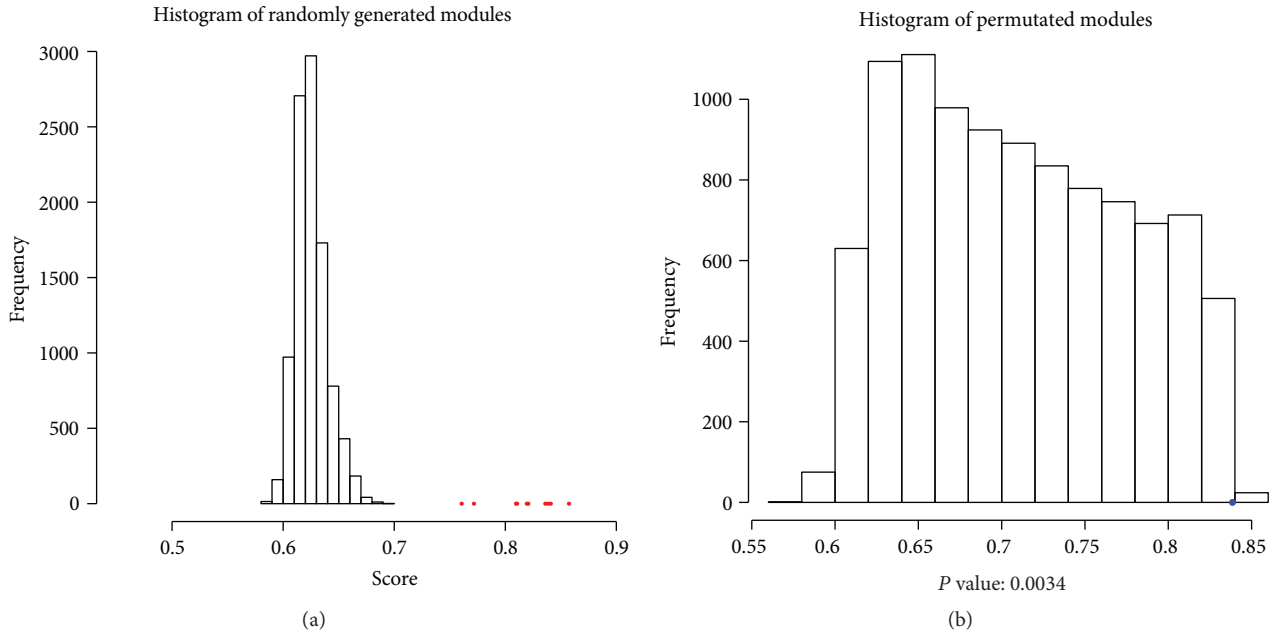 Histogram of randomly generated modules
3000
2500
2000
1500
1000
500
0
Frequency
0.5 0.6 0.7 0.8 0.9
Score
(a)
Histogram of permutated modules
1000
800
600
400
200
0
Frequency
0.55 0.6 0.65 0.7 0.75 0.8 0.85
P value: 0.0034
(b)